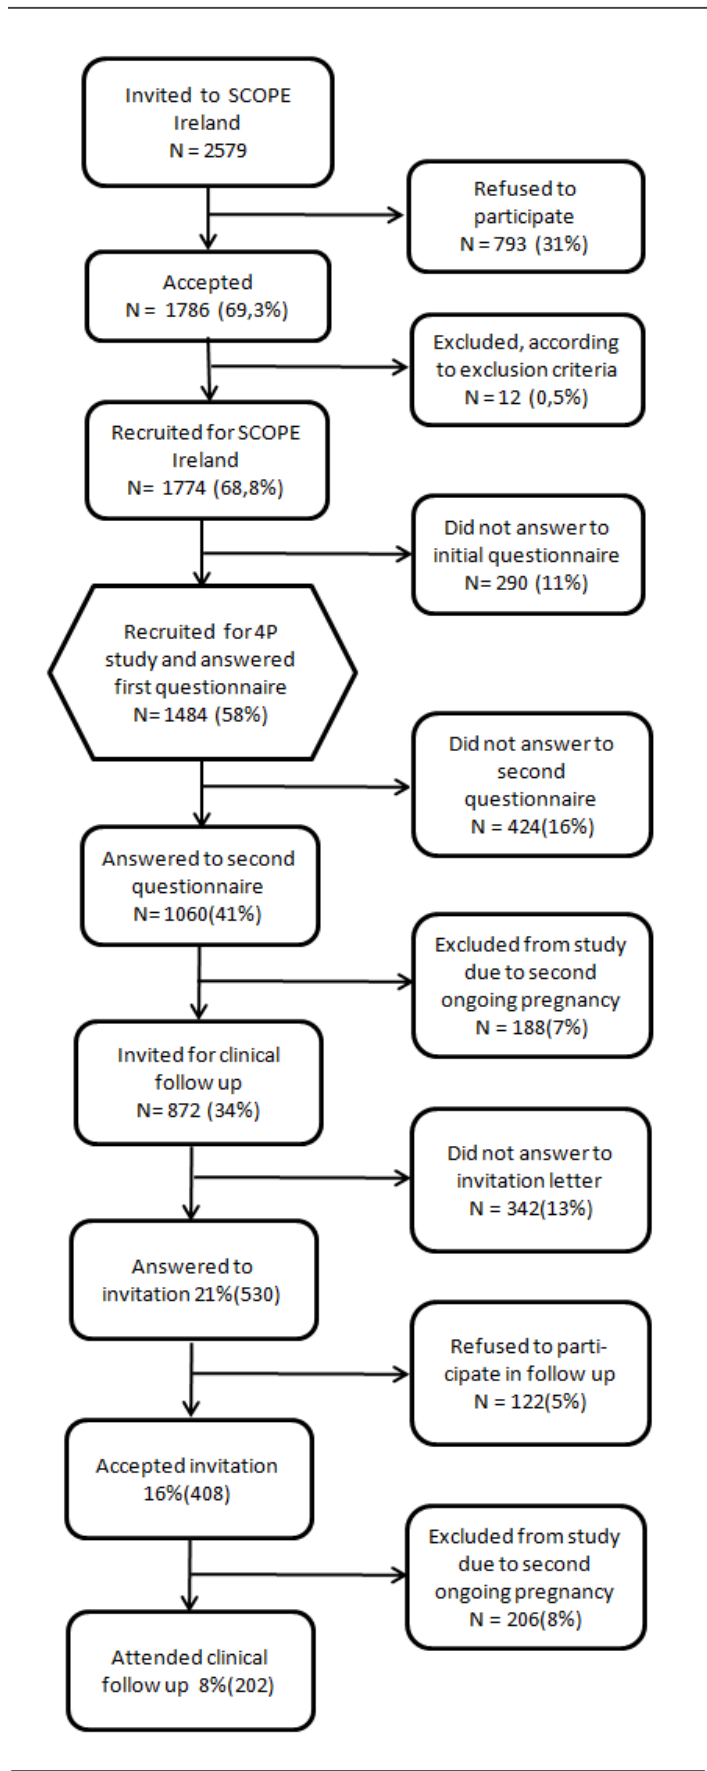 Invited to SCOPE
Ireland
N = 2579
Refused to
participate
N = 793 (31%)
Accepted
N = 1786 (69,3%)
Excluded, according
to exclusion criteria
N = 12 (0,5%)
Recruited for SCOPE
Ireland
N= 1774 (68,8%)
Did not answer to
initial questionnaire
N= 290 (11%)
Recruited for 4P
study and answered
first questionnaire
N= 1484 (58%)
Did not answer to
second
questionnaire
N = 424(16%)
Answered to second
questionnaire
N= 1060(41%)
Excluded from study
due to second
ongoing pregnancy
N = 188(7%)
Invited for clinical
follow up
N= 872 (34%)
Did not answer to
invitation letter
N = 342(13%)
Answered to
invitation 21%(530)
Refused to parti-
cipate in follow up
N = 122(5%)
Accepted invitation
16%(408)
Excluded from study
due to second
ongoing pregnancy
N = 206(8%)
Attended clinical
follow up 8%(202)